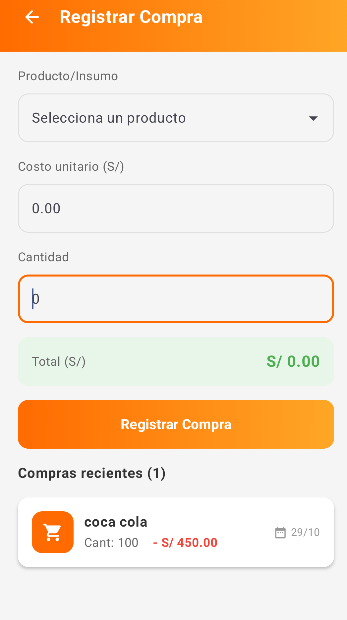 Registrar Compra
Producto/Insumo
Selecciona un producto
Costo unitario (S/)
0.00
Cantidad
0
Total (S/) S/ 0.00
Registrar Compra
Compras recientes (1)
coca cola
Cant: 100 - S/ 450.00 29/10